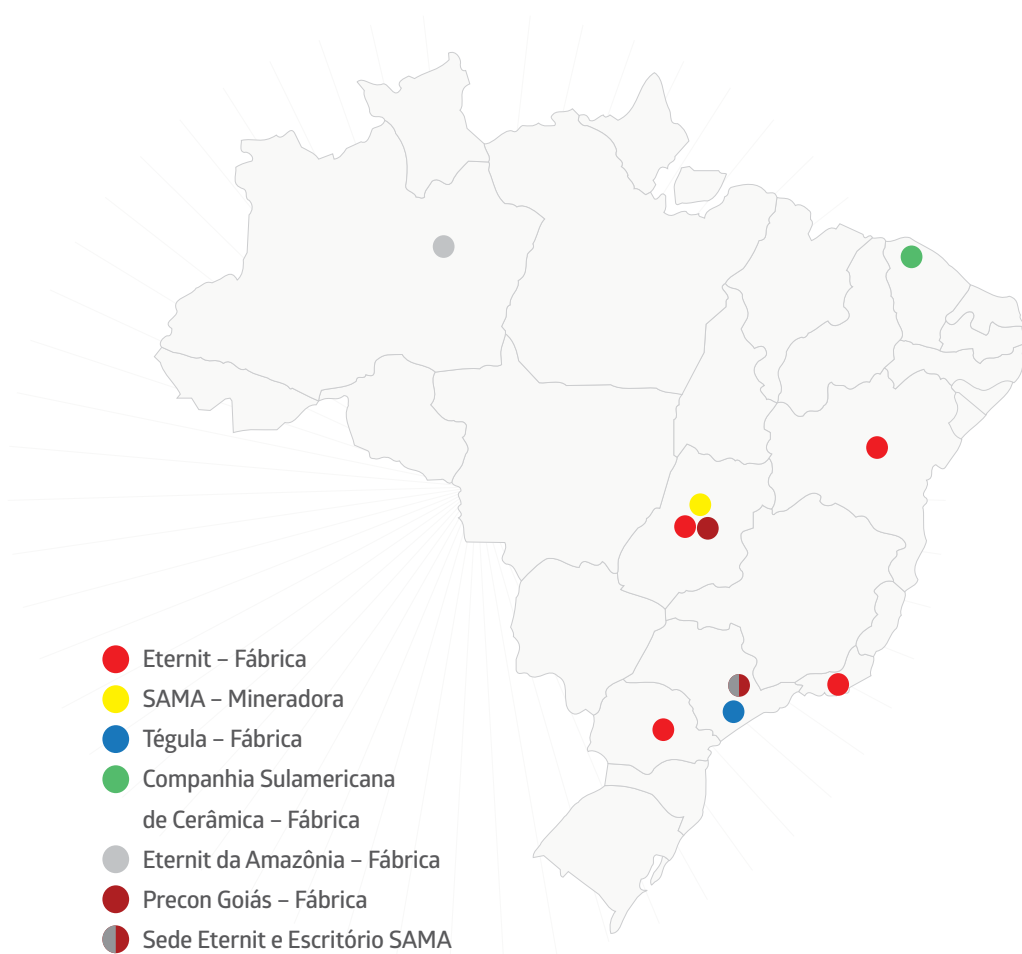 Eternit – Fábrica
SAMA – Mineradora
Tégula – Fábrica
Companhia Sulamericana
de Cerâmica – Fábrica
Eternit da Amazônia – Fábrica
Precon Goiás – Fábrica
Sede Eternit e Escritório SAMA